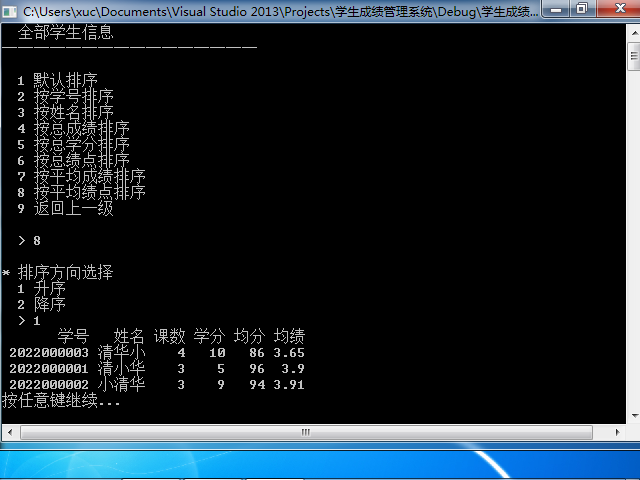 C:\Users\xuc\Documents\Visual Studio 2013\Projects\学生成绩管理系统\Debug\学生成绩...
全部学生信息
1 默认排序
2 按学号排序
3 按姓名排序
4 按总成绩排序
5 按总学分排序
6 按总绩点排序
7 按平均成绩排序
8 按平均绩点排序
9 返回上一级
> 8
* 排序方向选择
1 升序
2 降序
> 1
学号 姓名 课数 学分 均分 均绩
2022000003 清华小 4 10 86 3.65
2022000001 清小华 3 5 96 3.9
2022000002 小清华 3 9 94 3.91
按任意键继续...